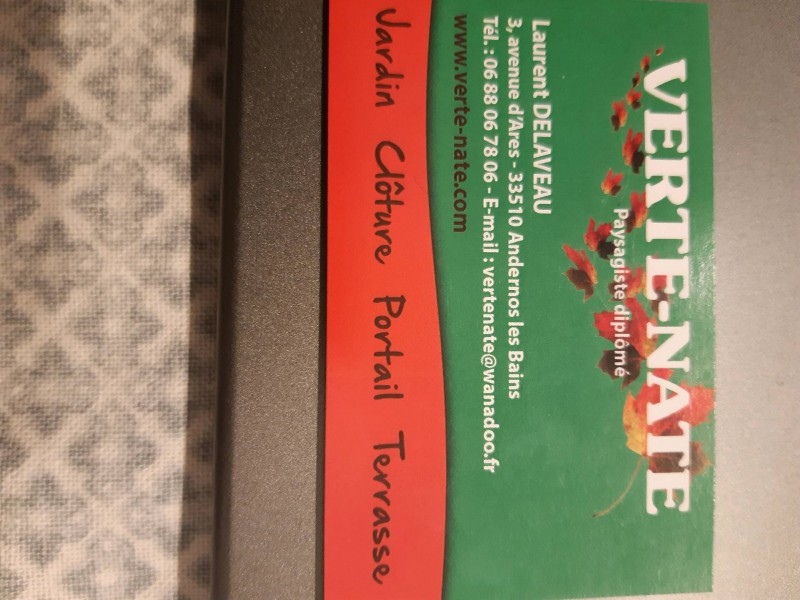 VERTE-NATE
Paysagiste diplômé
Laurent DELAVEAU
3, avenue d'Ares - 33510 Andernos les Bains
Tél. : 06 88 06 78 06 - E-mail : vertenate@wanadoo.fr
www.verte-nate.com
Jardin Clôture Portail Terrasse